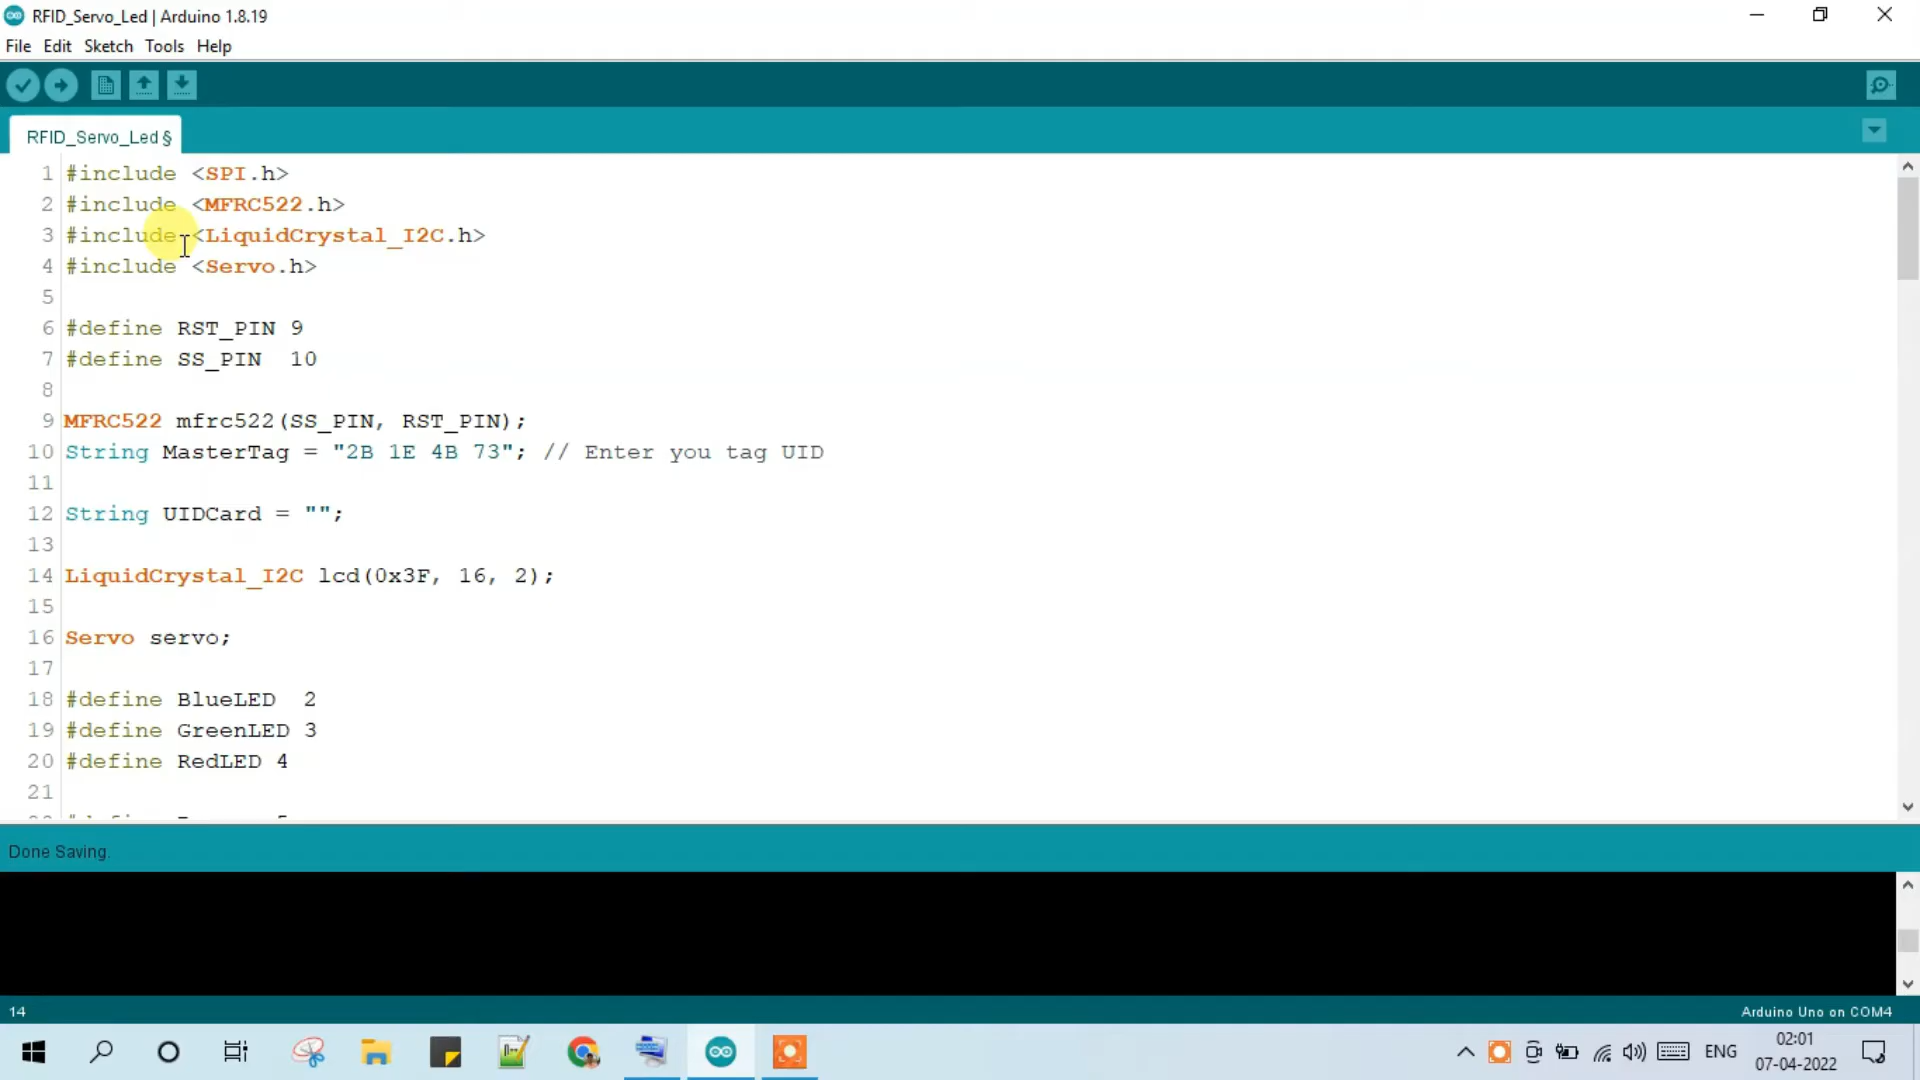 RFID_Servo_Led | Arduino 1.8.19
File Edit Sketch Tools Help
RFID_Servo_Led §
1 #include <SPI.h>
2 #include <MFRC522.h>
3 #include <LiquidCrystal_I2C.h>
4 #include <Servo.h>
5
6 #define RST_PIN 9
7 #define SS_PIN  10
8
9 MFRC522 mfrc522(SS_PIN, RST_PIN);
10 String MasterTag = "2B 1E 4B 73"; // Enter you tag UID
11
12 String UIDCard = "";
13
14 LiquidCrystal_I2C lcd(0x3F, 16, 2);
15
16 Servo servo;
17
18 #define BlueLED  2
19 #define GreenLED 3
20 #define RedLED 4
21
Done Saving.
14
Arduino Uno on COM4
ENG
02:01
07-04-2022